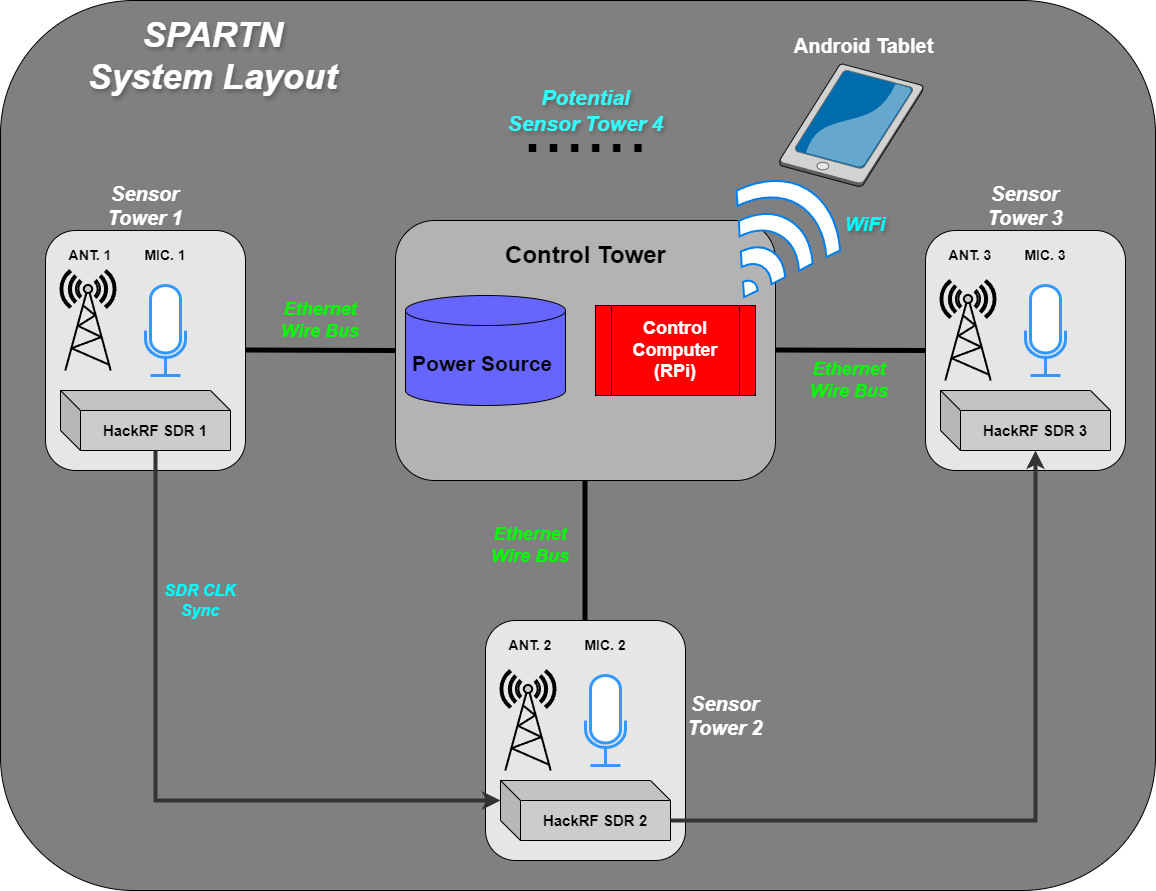 SPARTN
System Layout
Android Tablet
Potential
Sensor Tower 4
Sensor
Tower 1
Sensor
Tower 3
WiFi
ANT. 1
MIC. 1
Control Tower
ANT. 3
MIC. 3
Ethernet
Wire Bus
Power Source
Control
Computer
(RPi)
Ethernet
Wire Bus
HackRF SDR 1
HackRF SDR 3
Ethernet
Wire Bus
SDR CLK
Sync
ANT. 2
MIC. 2
Sensor
Tower 2
HackRF SDR 2